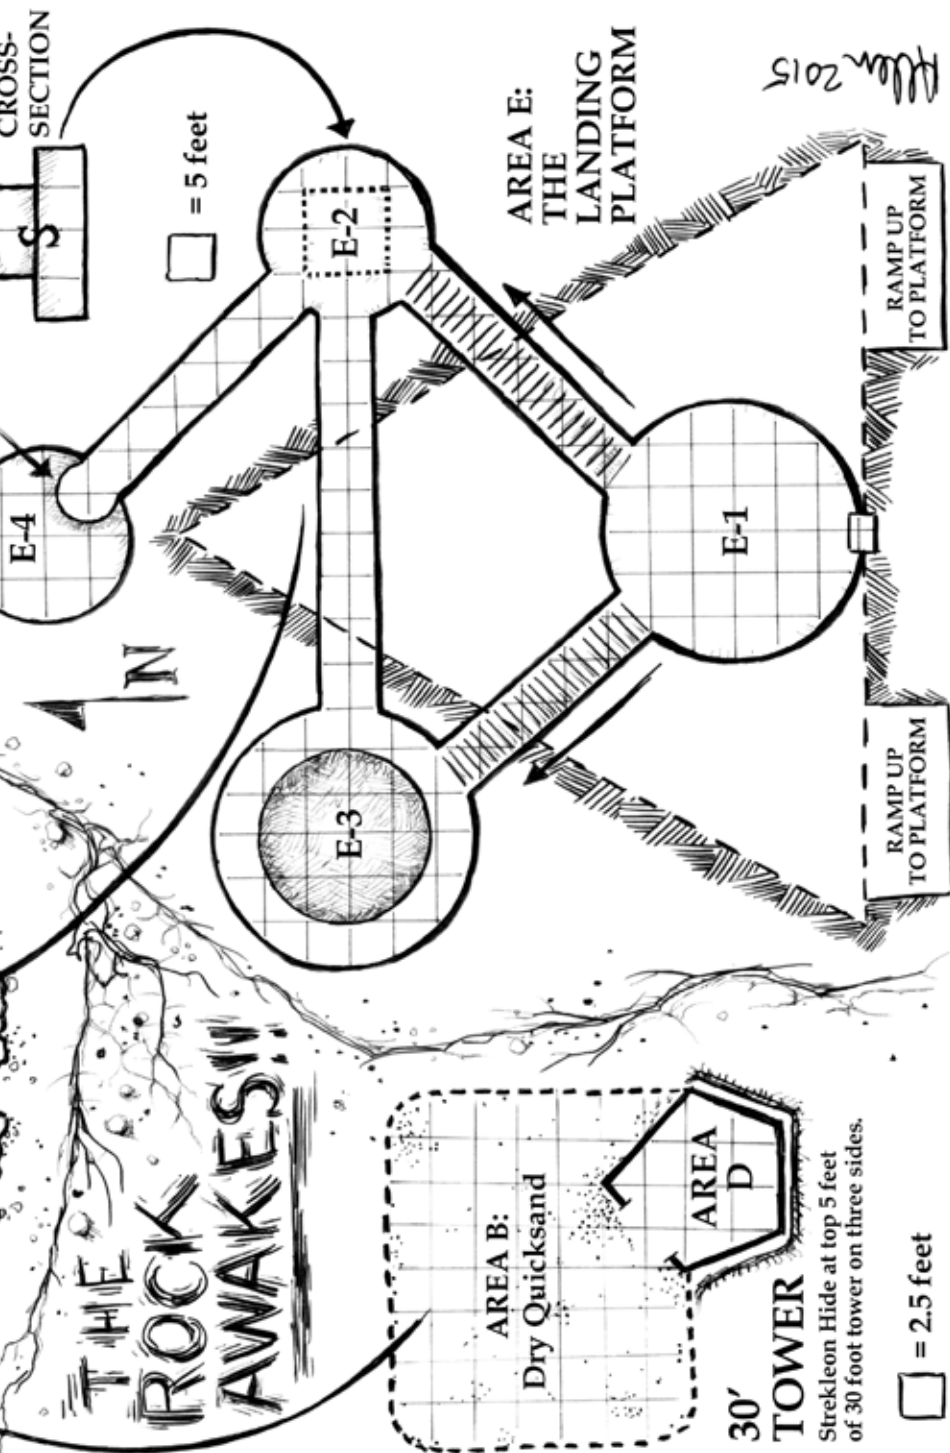 THE
ROCK
AWAKES!!
AREA B:
Dry Quicksand
AREA
D
30'
TOWER
Strekleon Hide at top 5 feet
of 30 foot tower on three sides.
= 2.5 feet
N
E-4
E-3
E-2
E-1
CROSS-
SECTION
S
= 5 feet
AREA E:
THE
LANDING
PLATFORM
RAMP UP
TO PLATFORM
RAMP UP
TO PLATFORM
2015